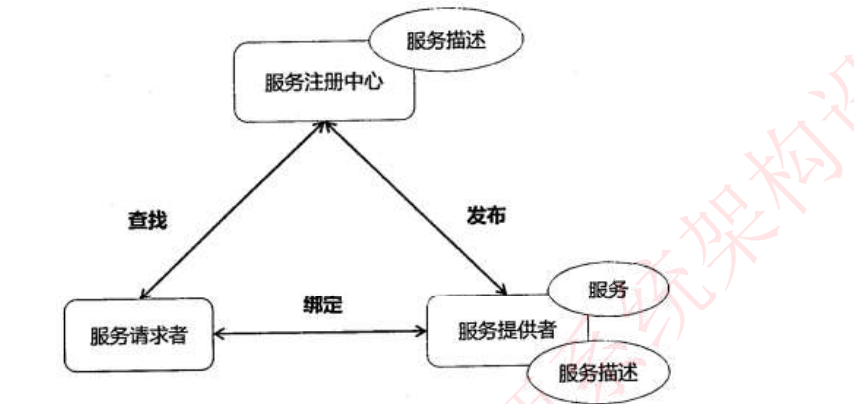 服务描述
服务注册中心
查找
发布
服务
绑定
服务请求者
服务提供者
服务描述
系统架构设